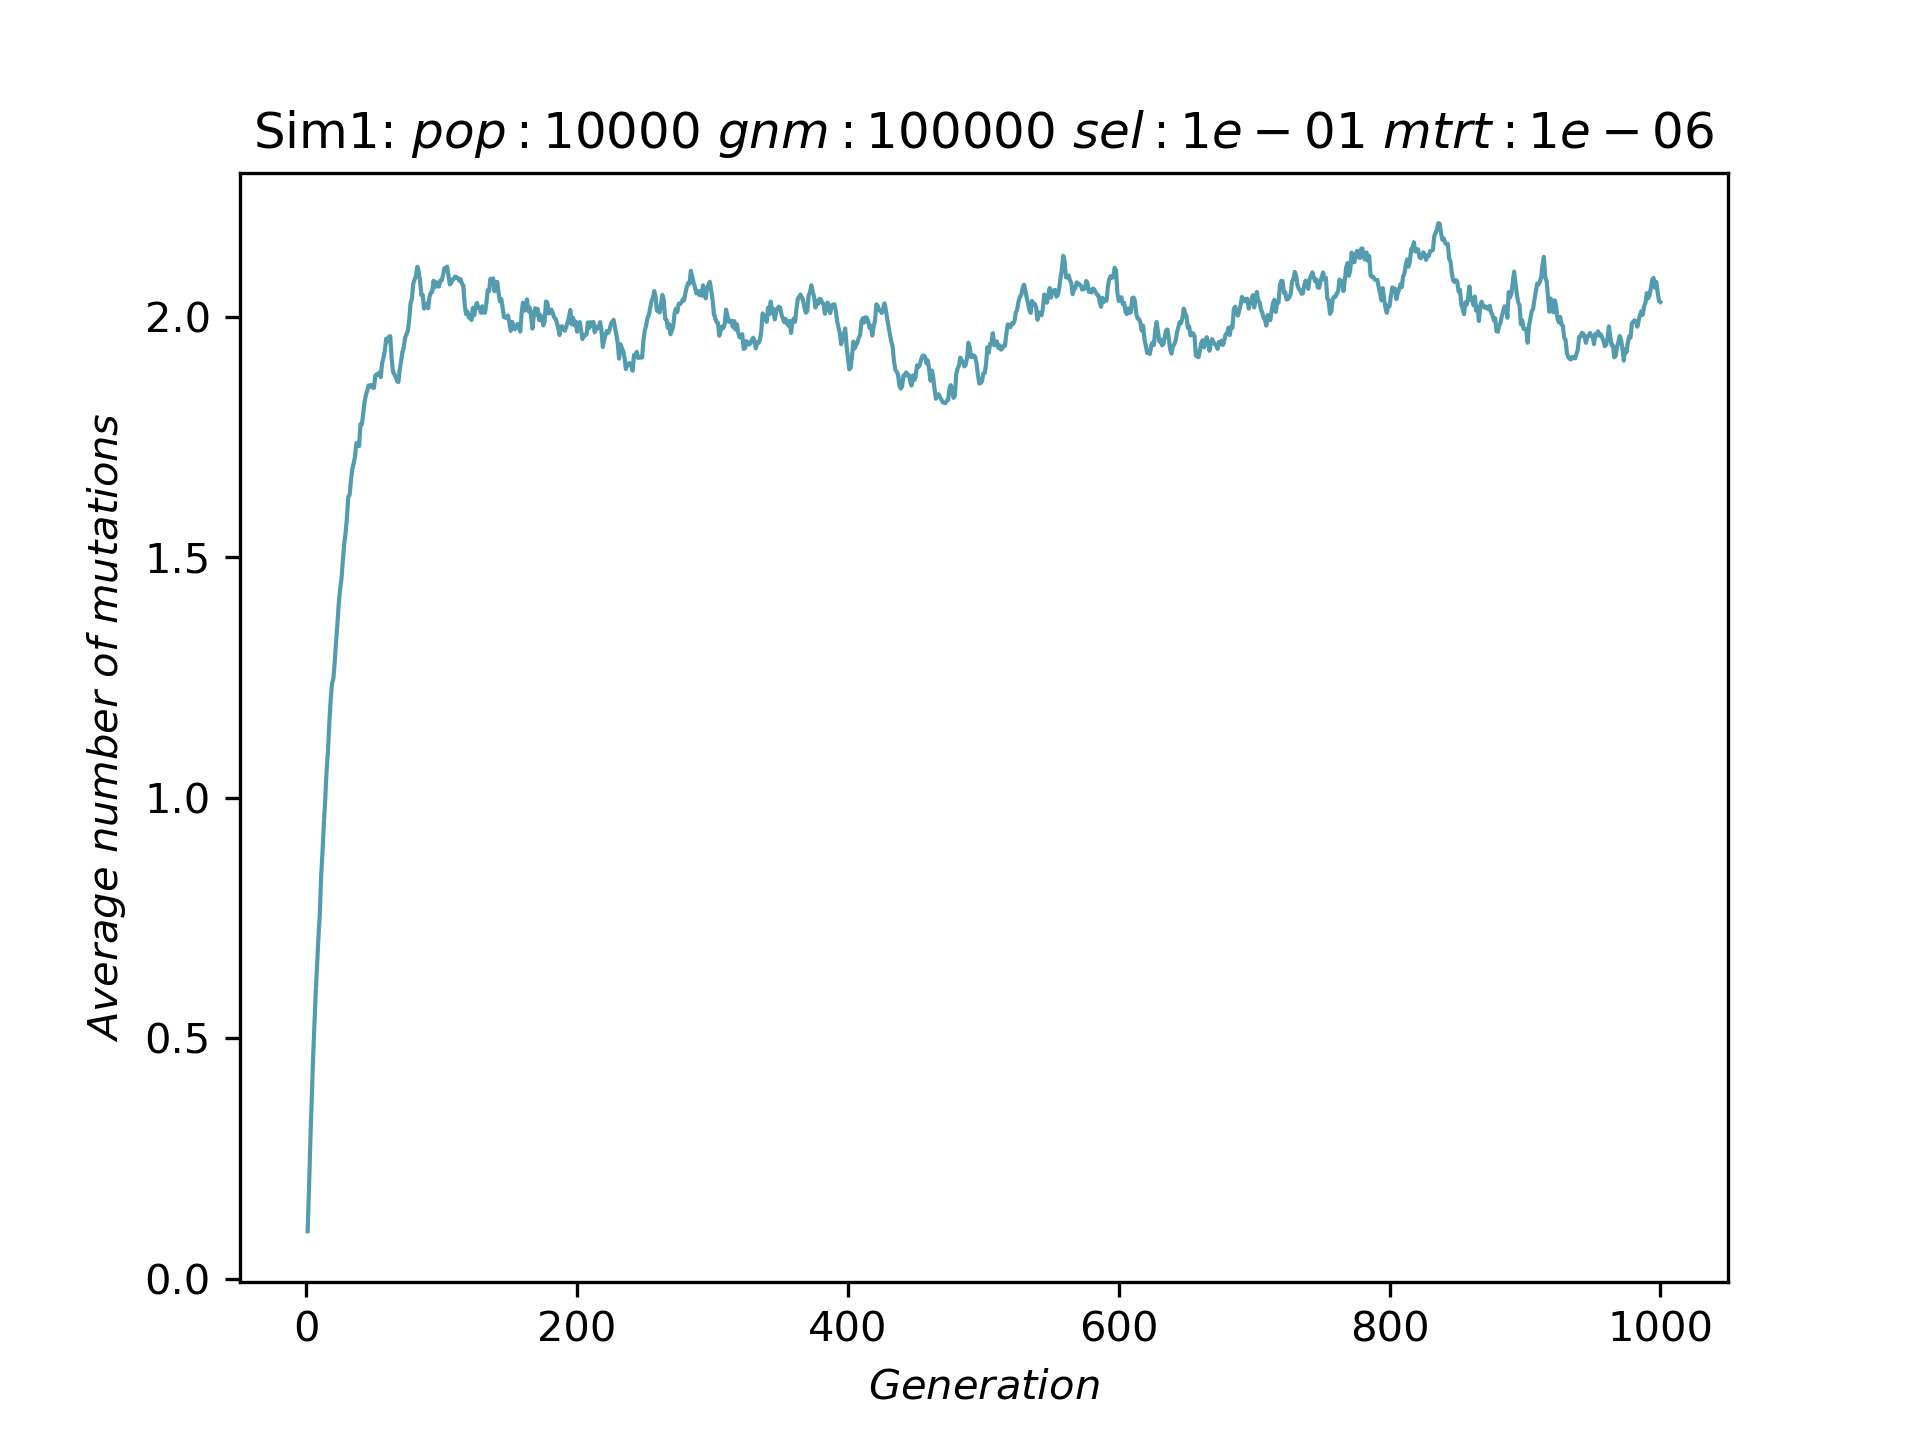 Sim1: pop : 10000 gnm : 100000 sel : 1e − 01 mtrt : 1e − 06
Average number of mutations
2.0
1.5
1.0
0.5
0.0
0 200 400 600 800 1000
Generation